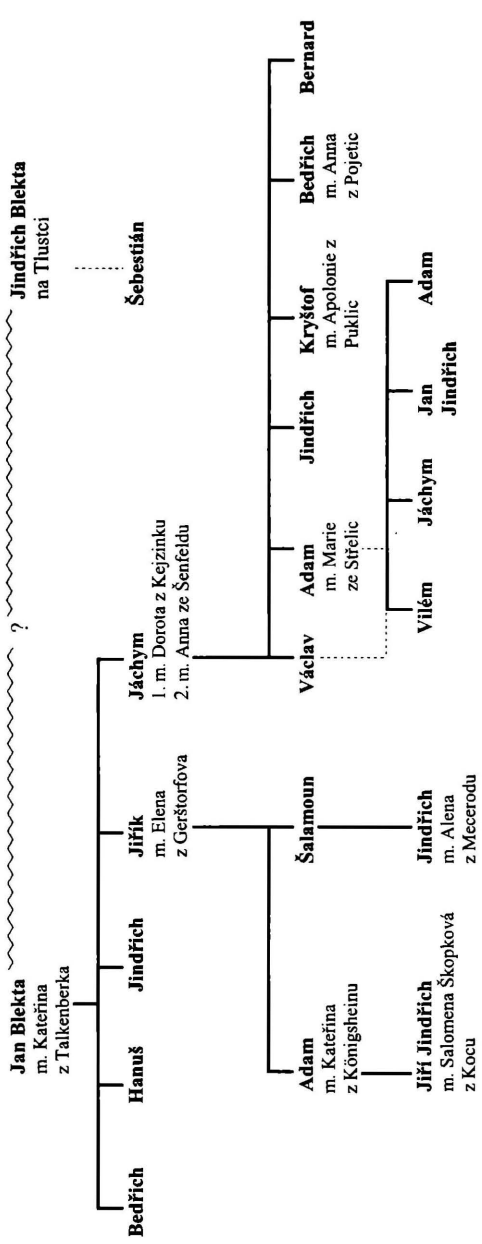 Jan Blekta
m. Kateřina
z Talkenberka
?
Jindřich Blekta
na Tlustci
Šebestián
Bedřich
Hanuš
Jindřich
Jiřík
m. Elena
z Gerštorfova
Jáchym
1. m. Dorota z Kejzinku
2. m. Anna ze Šenfeldu
Adam
m. Kateřina
z Königsheinu
Šalamoun
Václav
Adam
m. Marie
ze Střelic
Jindřich
Kryštof
m. Apolonie z
Puklic
Bedřich
m. Anna
z Pojetic
Bernard
Jiří Jindřich
m. Salomena Škopková
z Kocu
Jindřich
m. Alena
z Mecerodu
Vilém
Jáchym
Jan
Jindřich
Adam